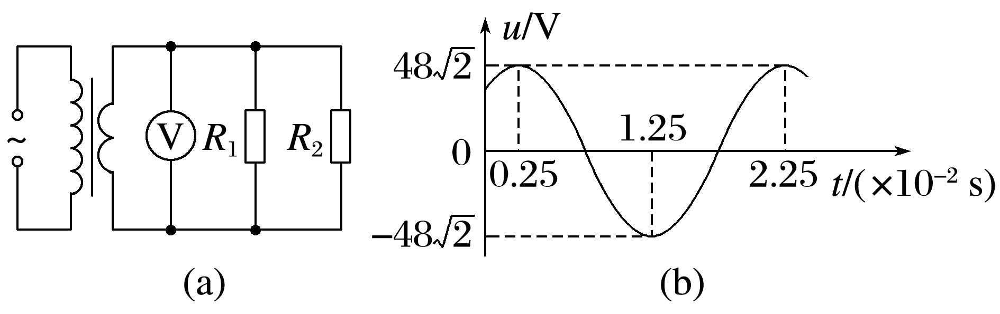 ~
V
R₁
R₂
(a)
u/V
48√2
0
−48√2
0.25
1.25
2.25
t/(×10⁻² s)
(b)